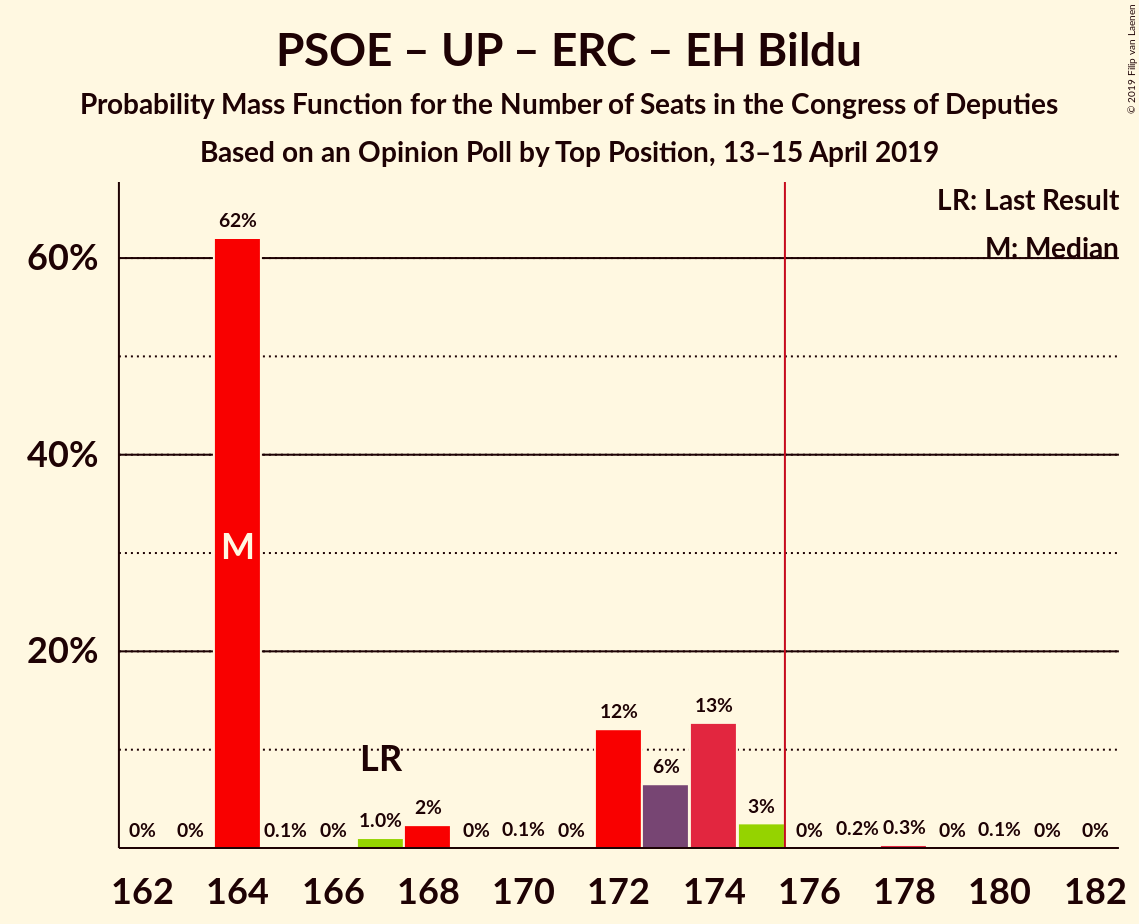 PSOE – UP – ERC – EH Bildu
Probability Mass Function for the Number of Seats in the Congress of Deputies
Based on an Opinion Poll by Top Position, 13–15 April 2019
© 2019 Filip van Laenen
LR: Last Result
M: Median
60%
40%
20%
0% 0% 62% 0.1% 0% 1.0% 2% 0% 0.1% 0% 12% 6% 13% 3% 0% 0.2% 0.3% 0% 0.1% 0% 0%
M
LR
162 164 166 168 170 172 174 176 178 180 182